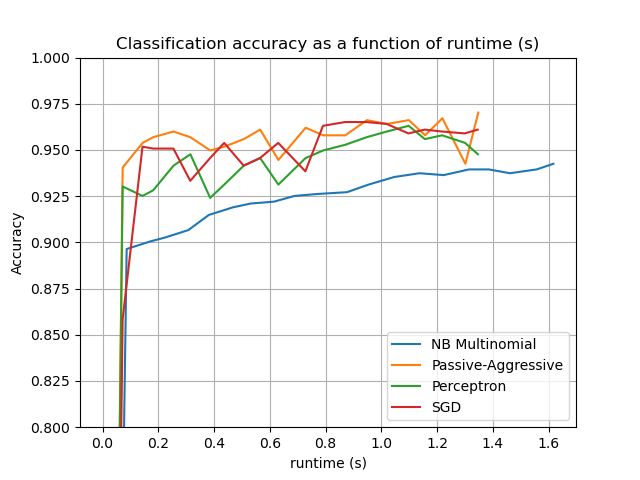 Classification accuracy as a function of runtime (s)
1.000
0.975
0.950
0.925
0.900
0.875
0.850
0.825
0.800
Accuracy
NB Multinomial
Passive-Aggressive
Perceptron
SGD
0.0 0.2 0.4 0.6 0.8 1.0 1.2 1.4 1.6
runtime (s)